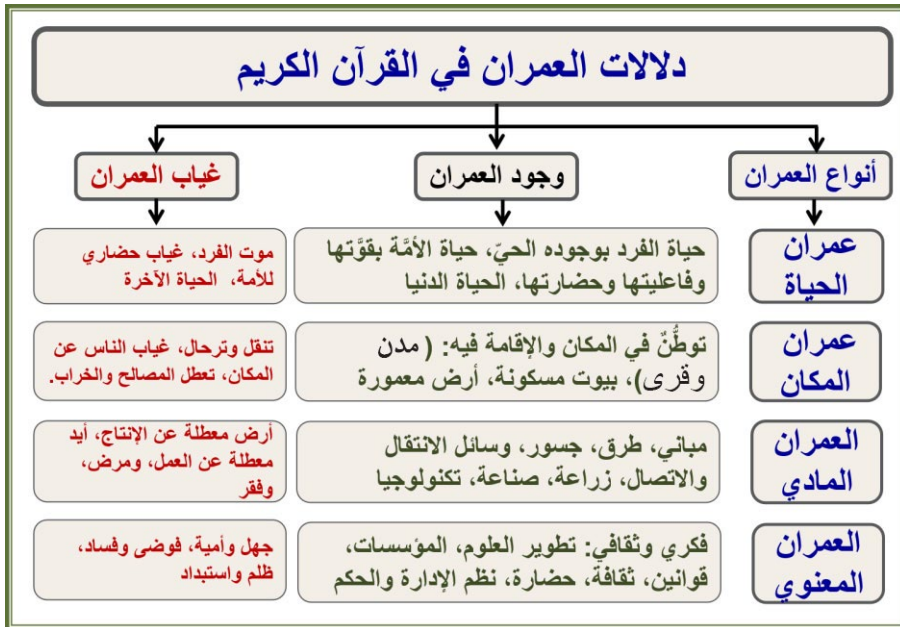 دلالات العمران في القرآن الكريم
أنواع العمران
وجود العمران
غياب العمران
عمران
الحياة
حياة الفرد بوجوده الحيّ، حياة الأمَّة بقوَّتها
وفاعليتها وحضارتها، الحياة الدنيا
موت الفرد، غياب حضاري
للأمة، الحياة الآخرة
عمران
المكان
توطُّنٌ في المكان والإقامة فيه: (مدن
وقرى)، بيوت مسكونة، أرض معمورة
تنقل وترحال، غياب الناس عن
المكان، تعطل المصالح والخراب.
العمران
المادي
مباني، طرق، جسور، وسائل الانتقال
والاتصال، زراعة، صناعة، تكنولوجيا
أرض معطلة عن الإنتاج، أيد
معطلة عن العمل، ومرض،
وفقر
العمران
المعنوي
فكري وثقافي: تطوير العلوم، المؤسسات،
قوانين، ثقافة، حضارة، نظم الإدارة والحكم
جهل وأمية، فوضى وفساد،
ظلم واستبداد